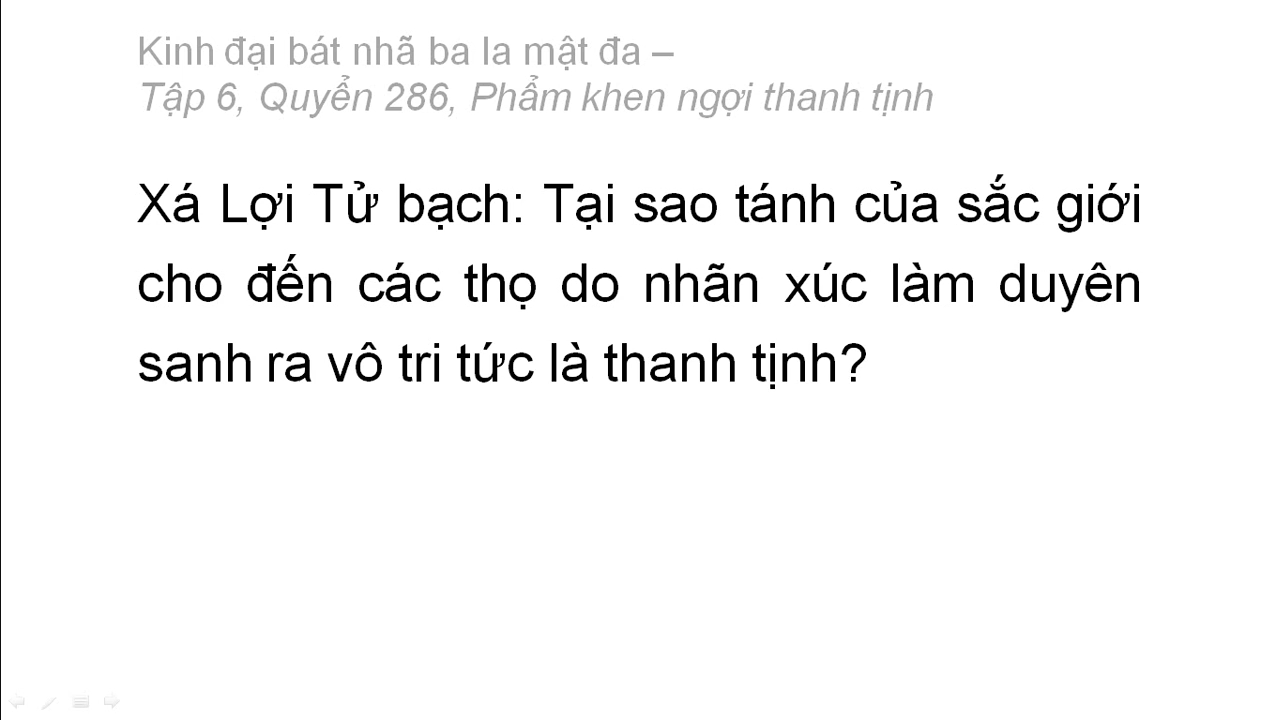 Kinh đại bát nhã ba la mật đa –
Tập 6, Quyển 286, Phẩm khen ngợi thanh tịnh
Xá Lợi Tử bạch: Tại sao tánh của sắc giới
cho đến các thọ do nhãn xúc làm duyên
sanh ra vô tri tức là thanh tịnh?